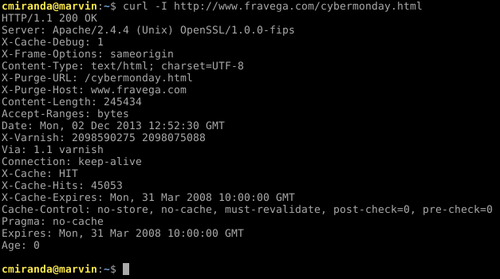 cmiranda@marvin:~$ curl -I http://www.fravega.com/cybermonday.html
HTTP/1.1 200 OK
Server: Apache/2.4.4 (Unix) OpenSSL/1.0.0-fips
X-Cache-Debug: 1
X-Frame-Options: sameorigin
Content-Type: text/html; charset=UTF-8
X-Purge-URL: /cybermonday.html
X-Purge-Host: www.fravega.com
Content-Length: 245434
Accept-Ranges: bytes
Date: Mon, 02 Dec 2013 12:52:30 GMT
X-Varnish: 2098590275 2098075088
Via: 1.1 varnish
Connection: keep-alive
X-Cache: HIT
X-Cache-Hits: 45053
X-Cache-Expires: Mon, 31 Mar 2008 10:00:00 GMT
Cache-Control: no-store, no-cache, must-revalidate, post-check=0, pre-check=0
Pragma: no-cache
Expires: Mon, 31 Mar 2008 10:00:00 GMT
Age: 0
cmiranda@marvin:~$